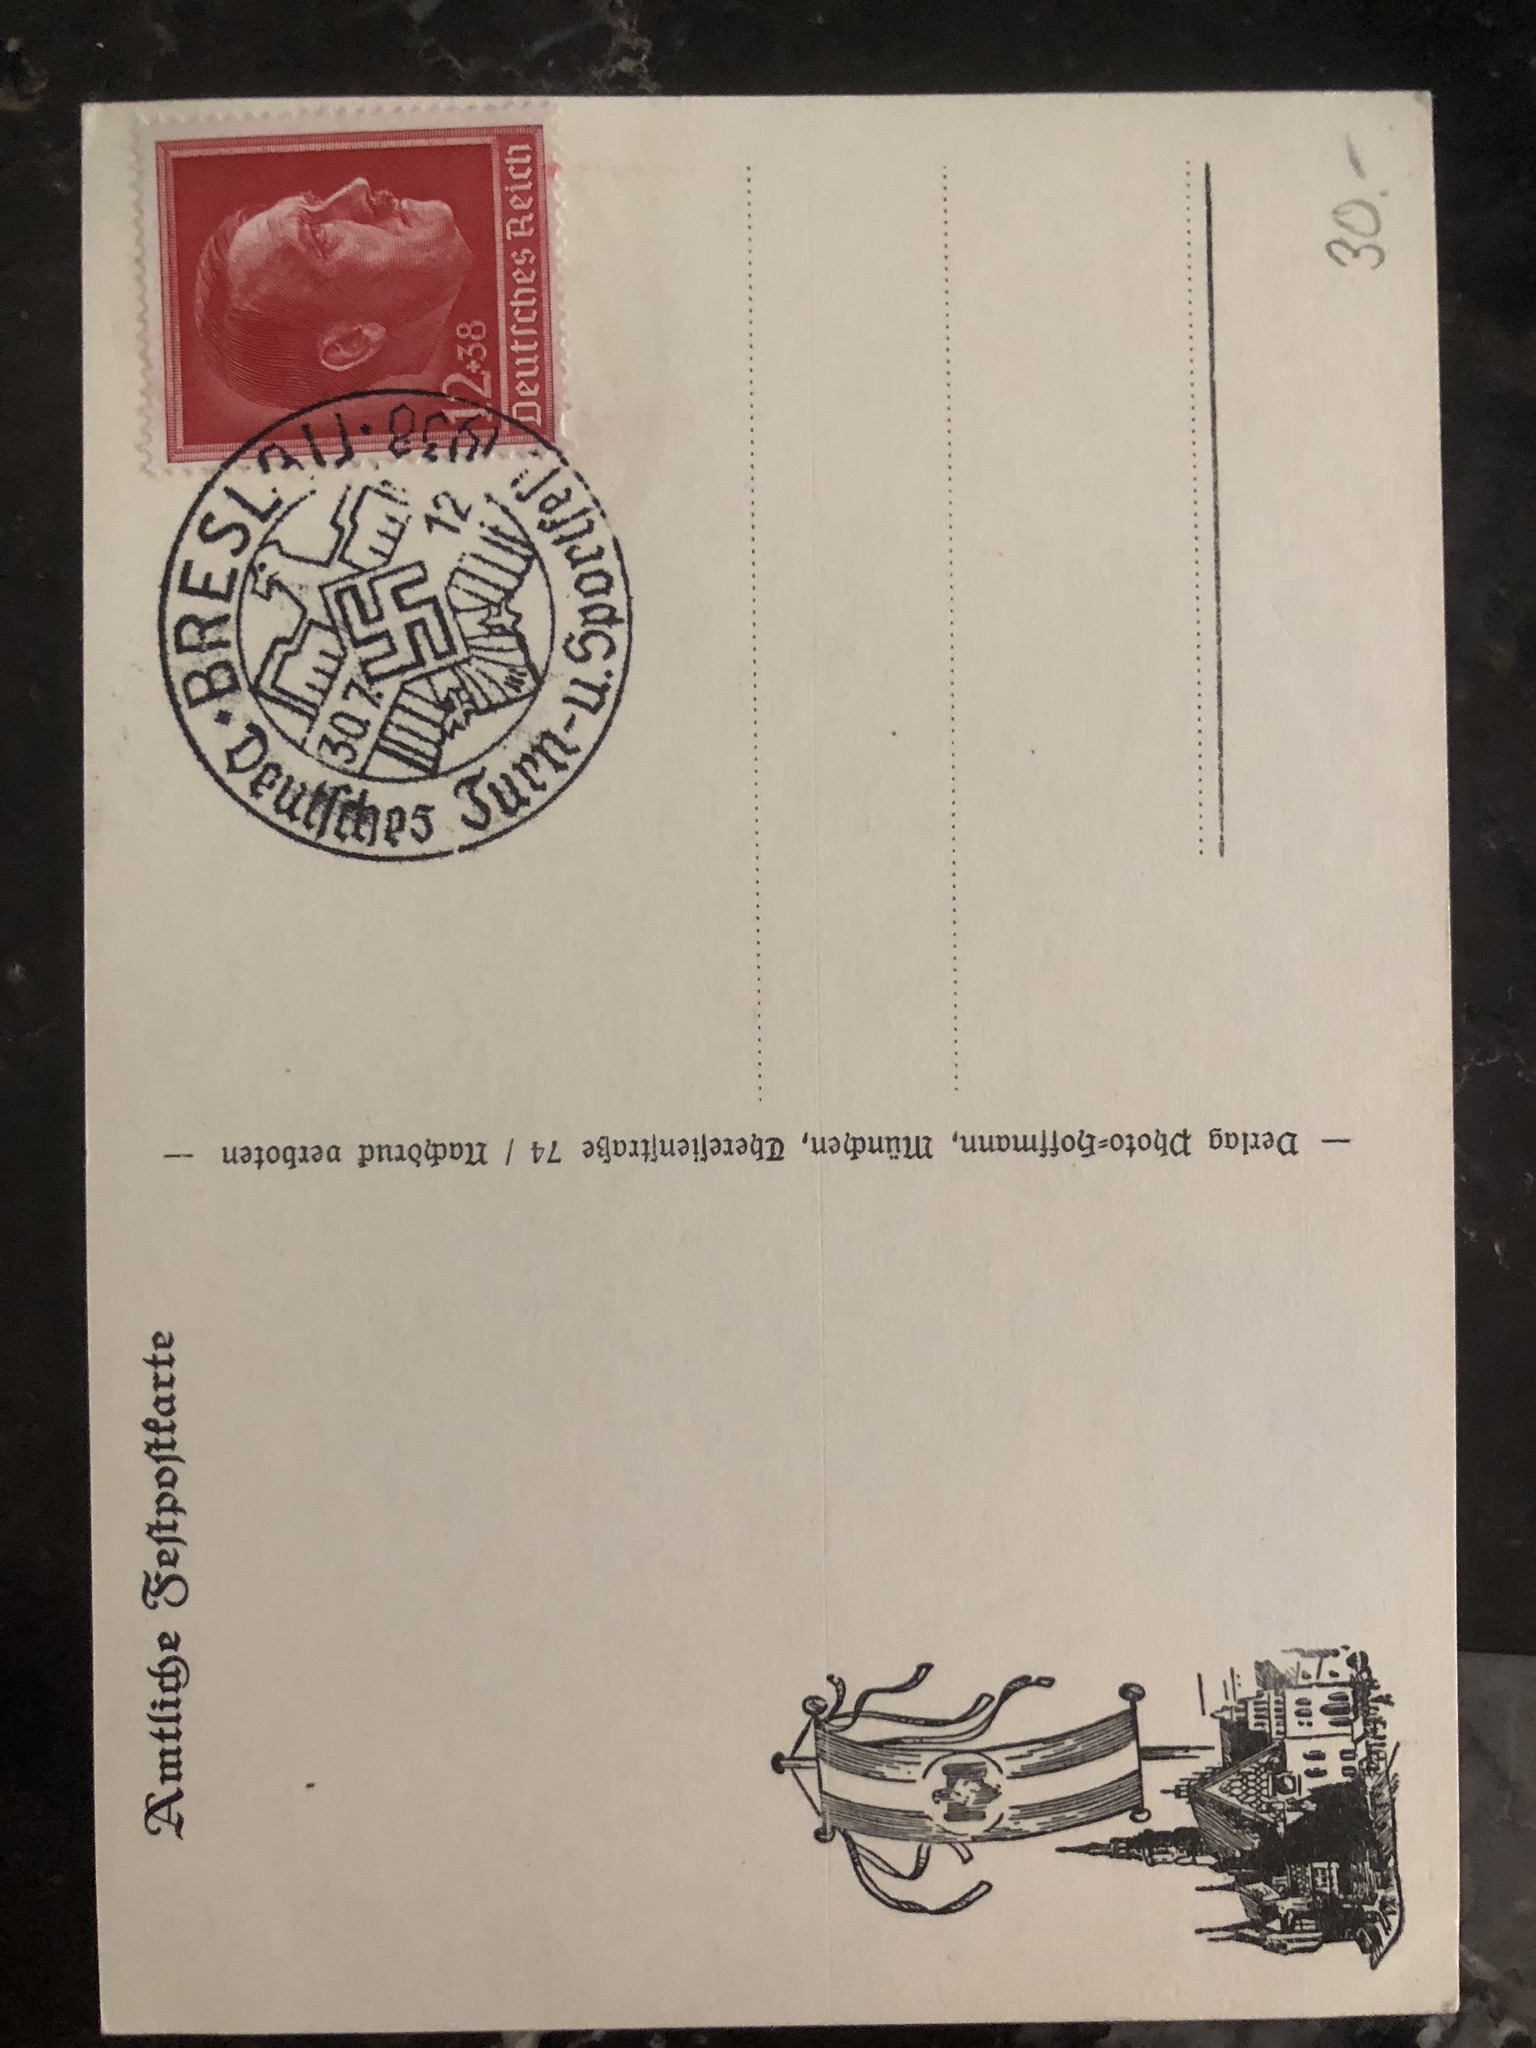 Amtliche Festpostkarte
Deutsches Reich
12+38
BRESLAU
1938
30.7.
12
Deutsches Turn-u.Sportfest
— Verlag Photo=Hoffmann, München, Theresienstraße 74 / Nachdruck verboten —
30.-